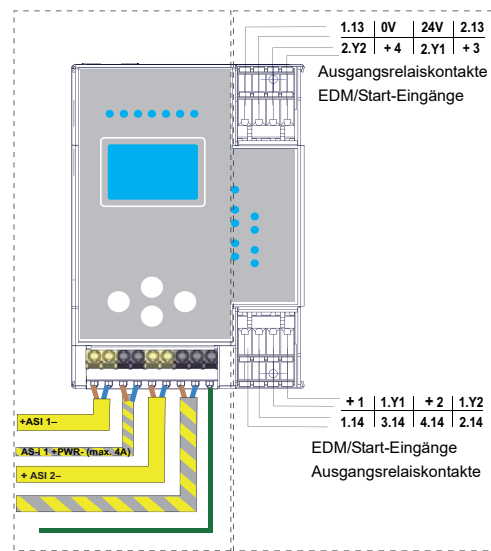 1.13 0V 24V 2.13
2.Y2 + 4 2.Y1 + 3
Ausgangsrelaiskontakte
EDM/Start-Eingänge
+ 1 1.Y1 + 2 1.Y2
1.14 3.14 4.14 2.14
EDM/Start-Eingänge
Ausgangsrelaiskontakte
+ASI 1–
AS-i 1 +PWR- (max. 4A)
+ ASI 2–